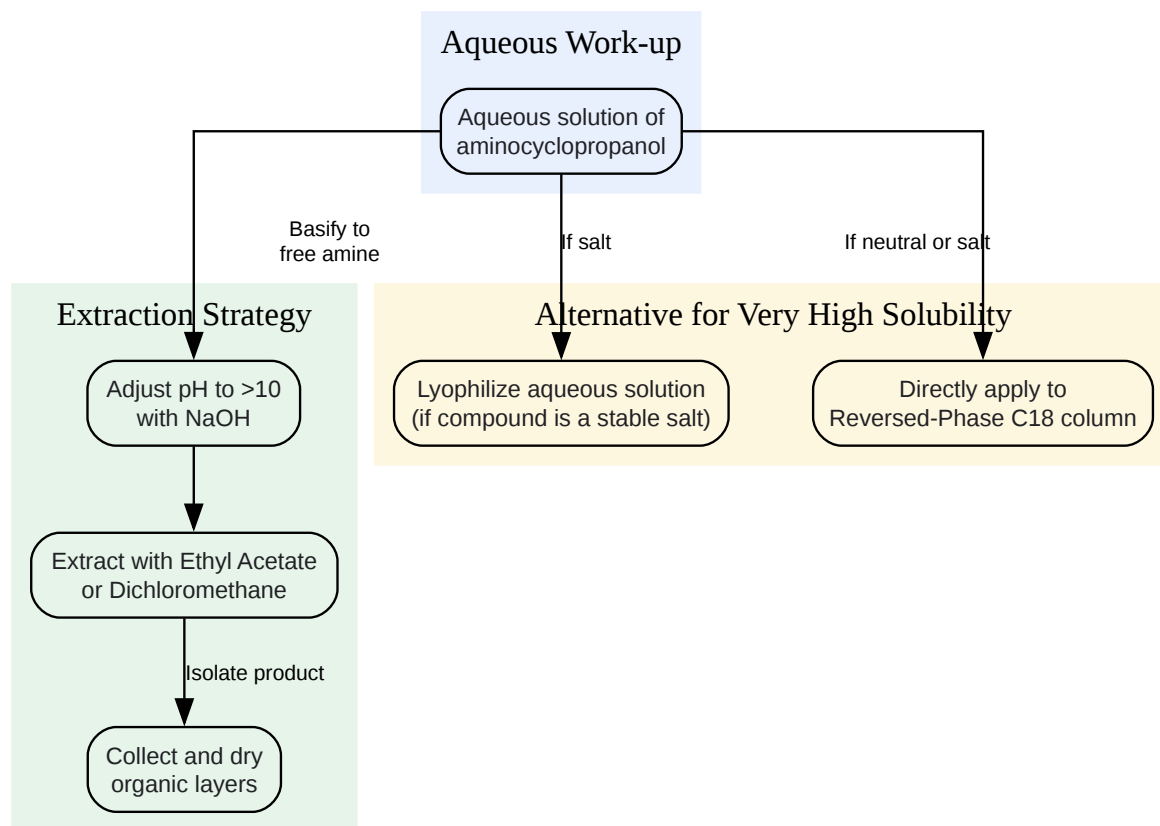 Aqueous Work-up
Aqueous solution of
aminocyclopropanol
Basify to
free amine
If salt
If neutral or salt
Extraction Strategy
Adjust pH to >10
with NaOH
Extract with Ethyl Acetate
or Dichloromethane
Isolate product
Collect and dry
organic layers
Alternative for Very High Solubility
Lyophilize aqueous solution
(if compound is a stable salt)
Directly apply to
Reversed-Phase C18 column